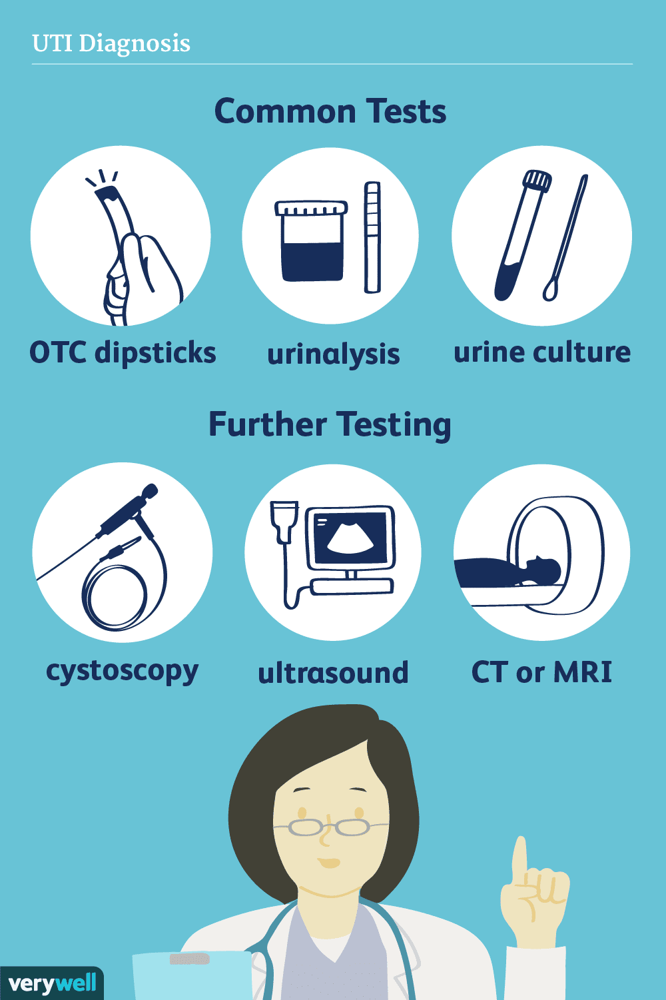 UTI Diagnosis
Common Tests
OTC dipsticks
urinalysis
urine culture
Further Testing
cystoscopy
ultrasound
CT or MRI
verywell